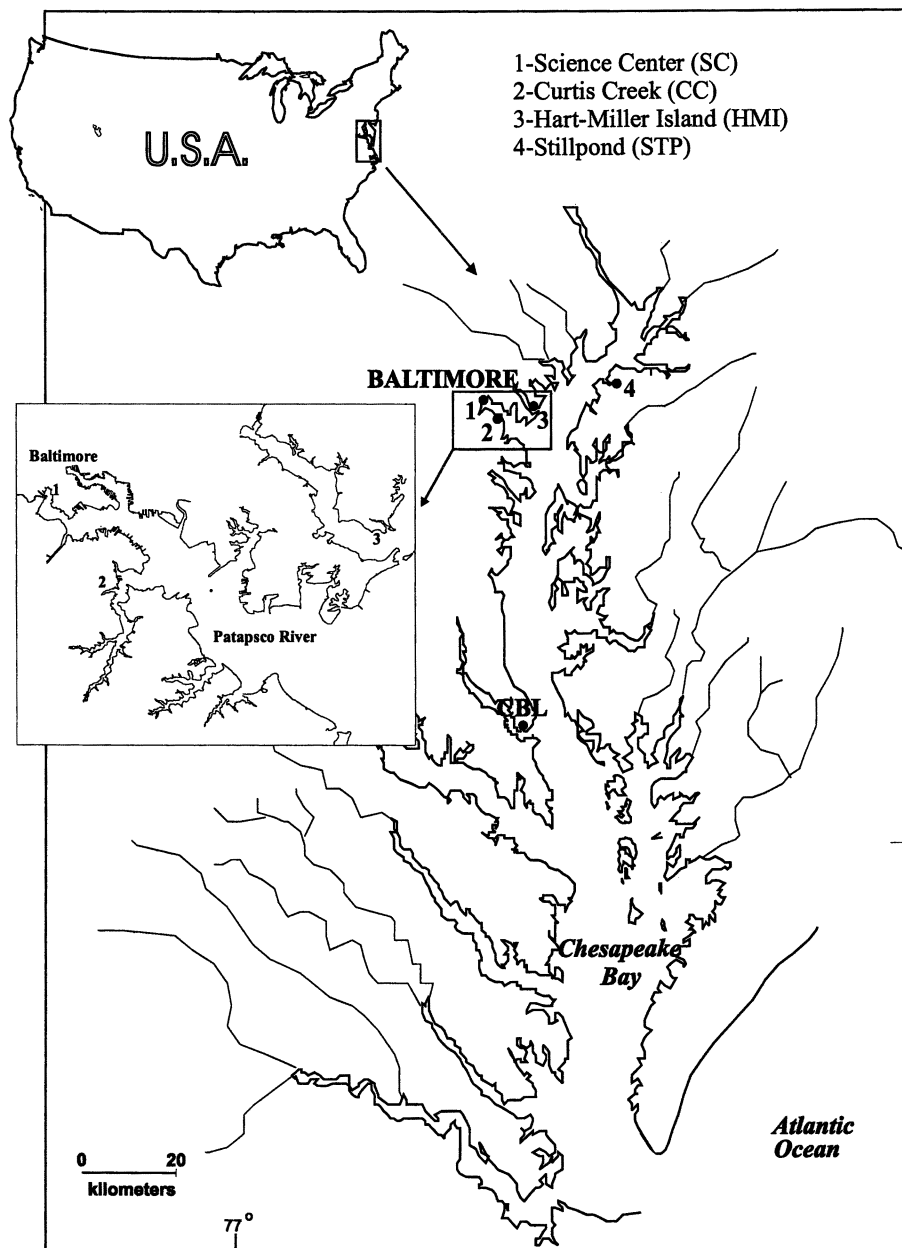 1-Science Center (SC)
2-Curtis Creek (CC)
3-Hart-Miller Island (HMI)
4-Stillpond (STP)
U.S.A.
BALTIMORE
1
2
3
4
Baltimore
1
2
3
Patapsco River
CBL
Chesapeake
Bay
Atlantic
Ocean
0 20
kilometers
77°